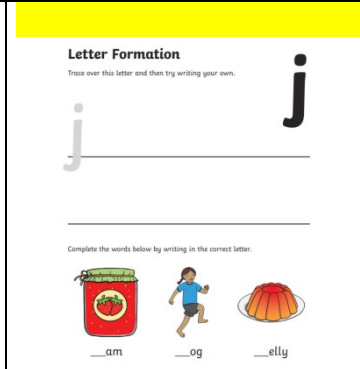 Letter Formation
Trace over this letter and then try writing your own.
j
j
Complete the words below by writing in the correct letter.
__am __og __elly